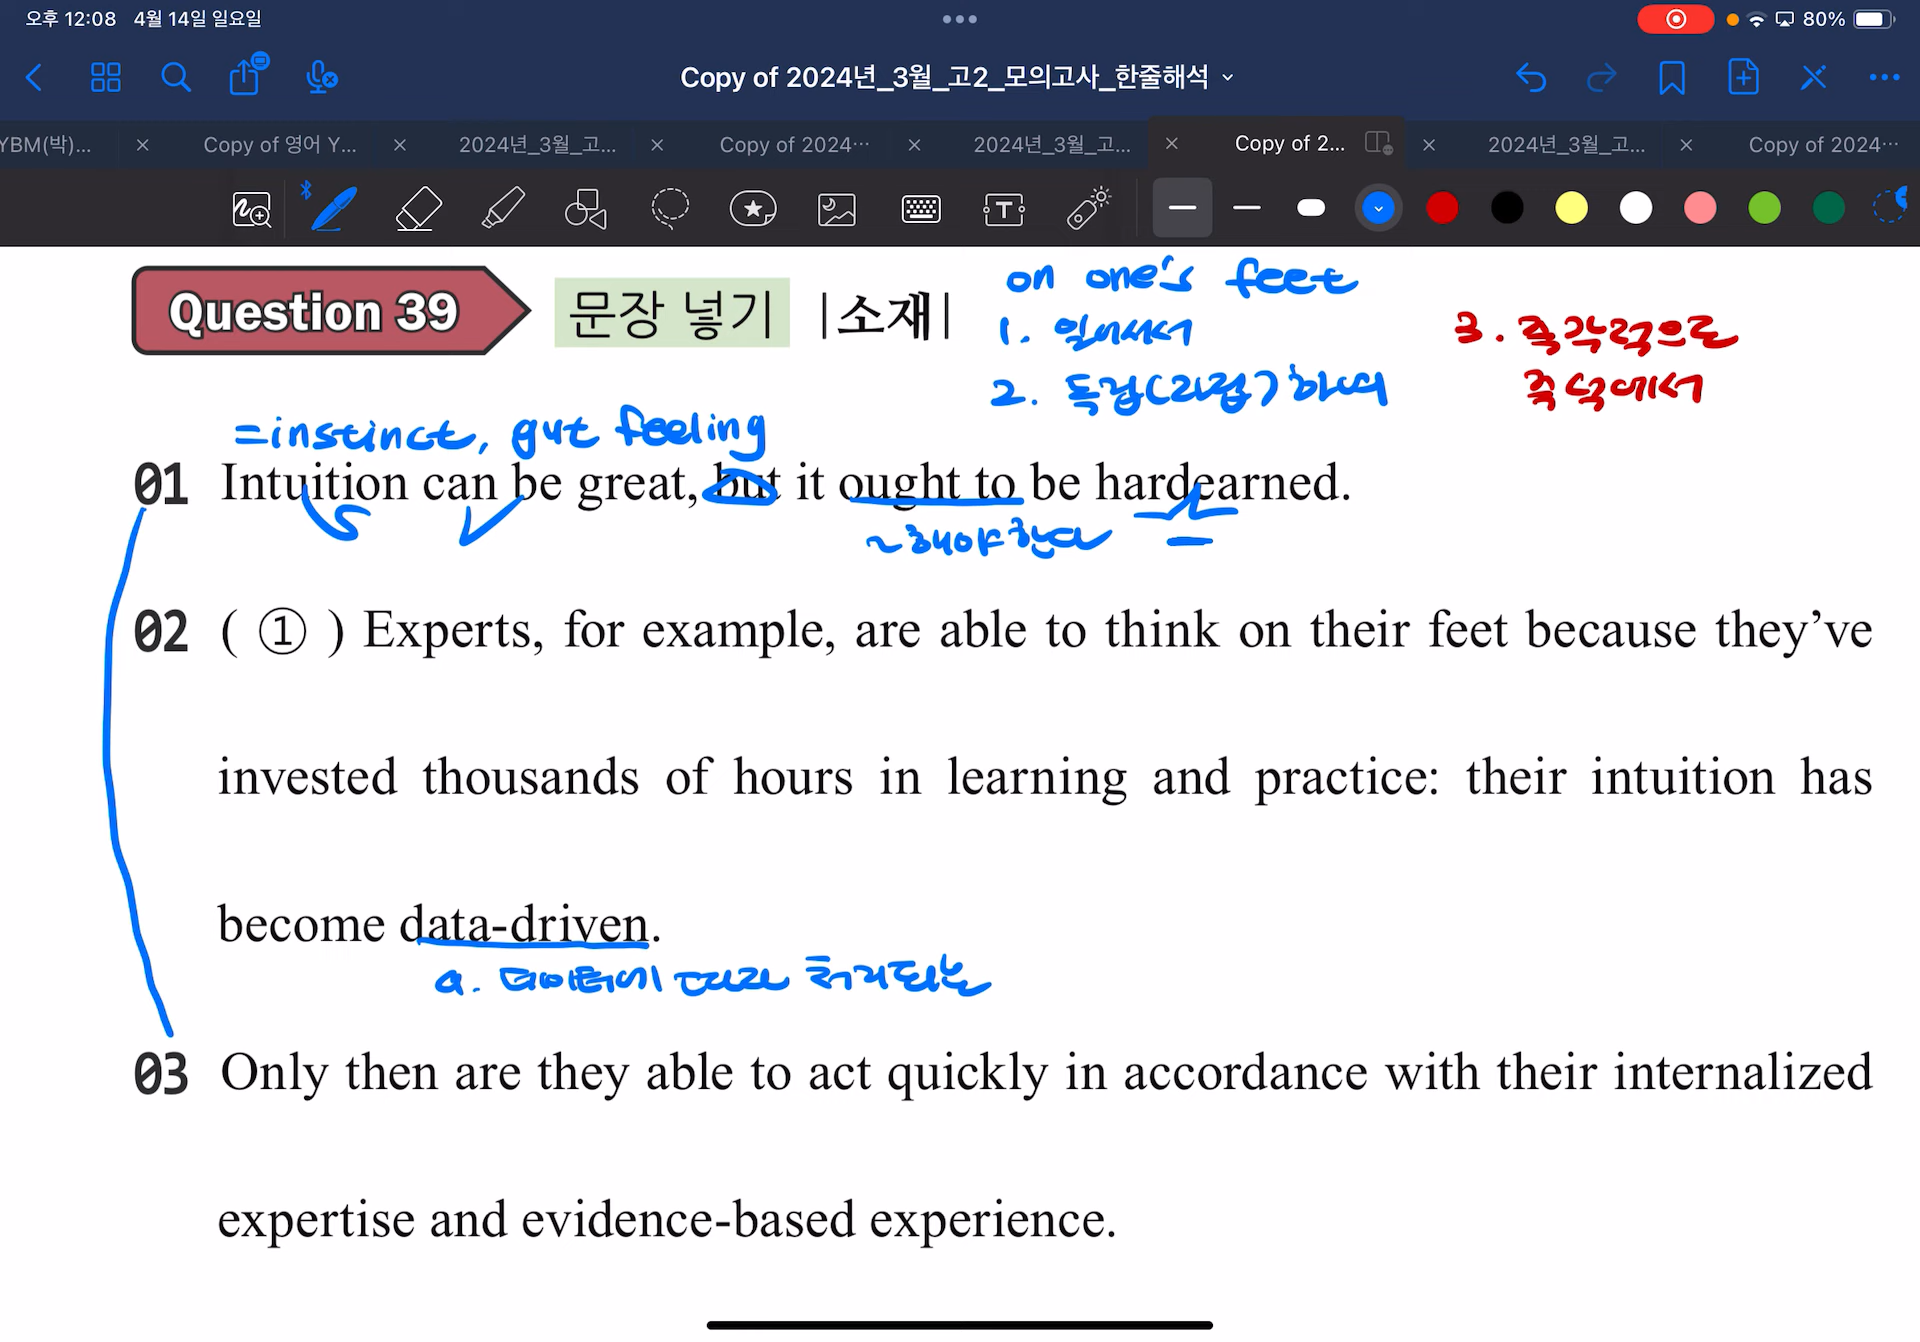 오후 12:08 4월 14일 일요일
80%
Copy of 2024년_3월_고2_모의고사_한줄해석
YBM(박)... × Copy of 영어 Y... × 2024년_3월_고... × Copy of 2024... × 2024년_3월_고... × Copy of 2... × 2024년_3월_고... × Copy of 2024...
Question 39 문장 넣기 |소재|
on one's feet
1. 일어서서
2. 독립(자립)하여
3. 즉각적으로
즉석에서
=instinct, gut feeling
01 Intuition can be great, but it ought to be hardearned.
~해야 한다
02 ( ① ) Experts, for example, are able to think on their feet because they've
invested thousands of hours in learning and practice: their intuition has
become data-driven.
a. 데이터에 따라 처리되는
03 Only then are they able to act quickly in accordance with their internalized
expertise and evidence-based experience.